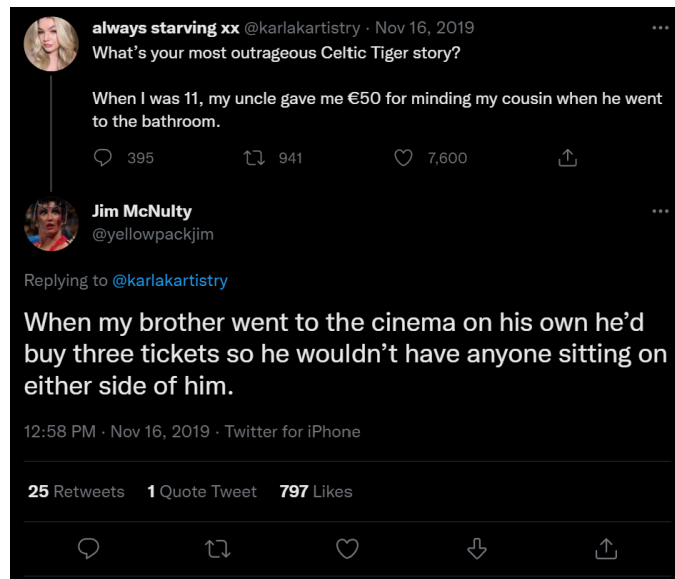 always starving xx @karlakartistry · Nov 16, 2019
What's your most outrageous Celtic Tiger story?
When I was 11, my uncle gave me €50 for minding my cousin when he went
to the bathroom.
395 941 7,600
Jim McNulty
@yellowpackjim
Replying to @karlakartistry
When my brother went to the cinema on his own he'd
buy three tickets so he wouldn't have anyone sitting on
either side of him.
12:58 PM · Nov 16, 2019 · Twitter for iPhone
25 Retweets 1 Quote Tweet 797 Likes